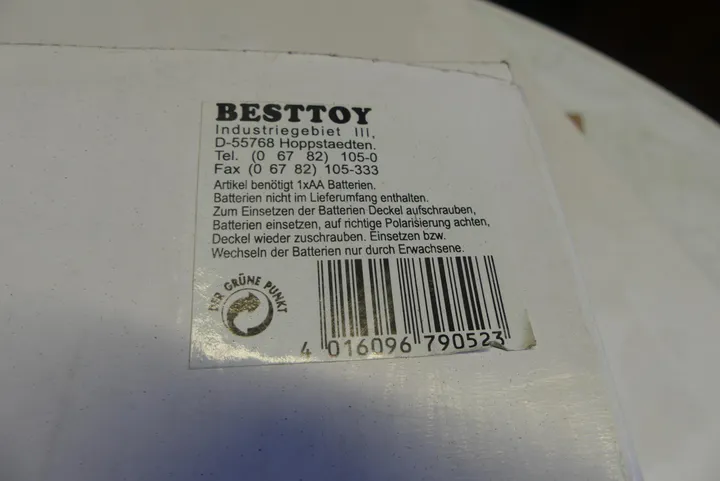 BESTTOY
Industriegebiet III,
D-55768 Hoppstaedten.
Tel. (0 67 82) 105-0
Fax (0 67 82) 105-333
Artikel benötigt 1xAA Batterien.
Batterien nicht im Lieferumfang enthalten.
Zum Einsetzen der Batterien Deckel aufschrauben,
Batterien einsetzen, auf richtige Polarisierung achten,
Deckel wieder zuschrauben. Einsetzen bzw.
Wechseln der Batterien nur durch Erwachsene.
DER GRÜNE PUNKT
4 016096 790523